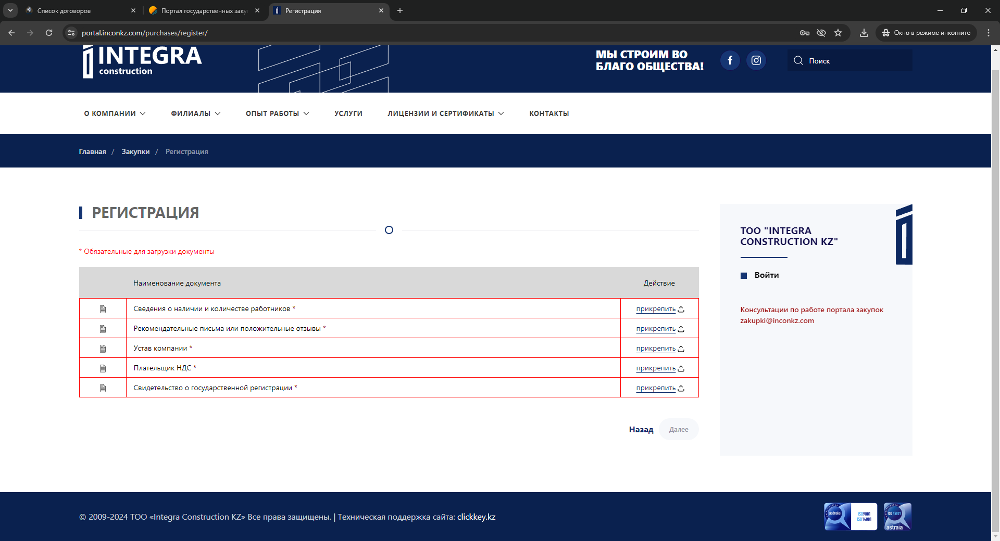 Список договоров
Портал государственных заку
Регистрация
portal.inconkz.com/purchases/register/
Окно в режиме инкогнито
INTEGRA
construction
МЫ СТРОИМ ВО
БЛАГО ОБЩЕСТВА!
Поиск
О КОМПАНИИ
ФИЛИАЛЫ
ОПЫТ РАБОТЫ
УСЛУГИ
ЛИЦЕНЗИИ И СЕРТИФИКАТЫ
КОНТАКТЫ
Главная / Закупки / Регистрация
РЕГИСТРАЦИЯ
* Обязательные для загрузки документы
Наименование документа Действие
Сведения о наличии и количестве работников * прикрепить
Рекомендательные письма или положительные отзывы * прикрепить
Устав компании * прикрепить
Плательщик НДС * прикрепить
Свидетельство о государственной регистрации * прикрепить
Назад Далее
ТОО "INTEGRA
CONSTRUCTION KZ"
Войти
Консультации по работе портала закупок
zakupki@inconkz.com
© 2009-2024 ТОО «Integra Construction KZ» Все права защищены. | Техническая поддержка сайта: clickkey.kz
astraia
ISO9001
ISO14001
ISO 45001
astraia